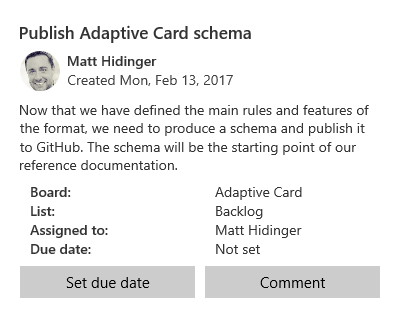 Publish Adaptive Card schema
Matt Hidinger
Created Mon, Feb 13, 2017
Now that we have defined the main rules and features of
the format, we need to produce a schema and publish it
to GitHub. The schema will be the starting point of our
reference documentation.
Board: Adaptive Card
List: Backlog
Assigned to: Matt Hidinger
Due date: Not set
Set due date Comment